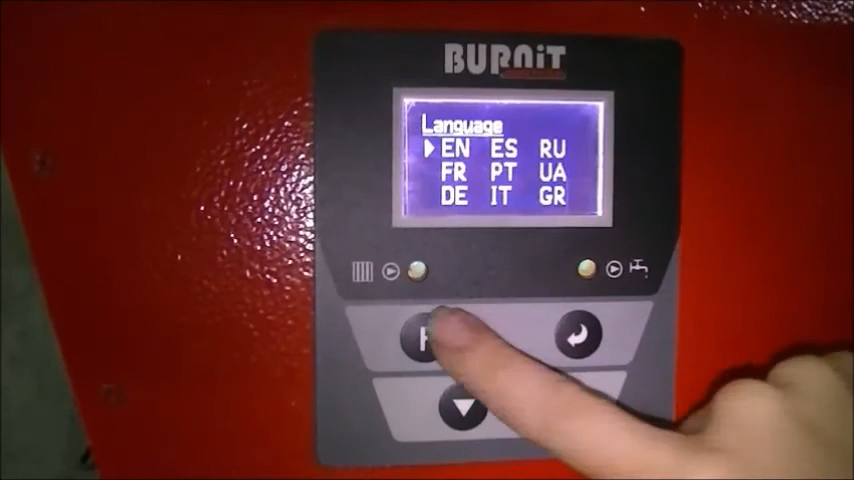 BURNiT
Language
EN ES RU
FR PT UA
DE IT GR